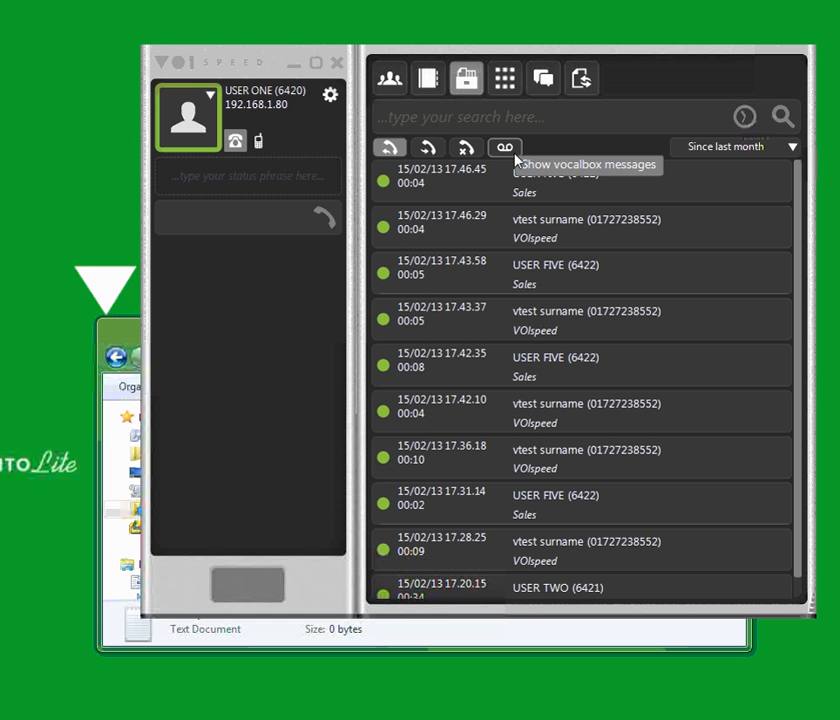 VOISPEED
USER ONE (6420)
192.168.1.80
...type your status phrase here...
...type your search here...
Since last month
Show vocalbox messages
15/02/13 17.46.45
00:04
Sales
15/02/13 17.46.29
vtest surname (01727238552)
00:04
VOIspeed
15/02/13 17.43.58
USER FIVE (6422)
00:05
Sales
15/02/13 17.43.37
vtest surname (01727238552)
00:05
VOIspeed
15/02/13 17.42.35
USER FIVE (6422)
00:08
Sales
15/02/13 17.42.10
vtest surname (01727238552)
00:04
VOIspeed
15/02/13 17.36.18
vtest surname (01727238552)
00:10
VOIspeed
15/02/13 17.31.14
USER FIVE (6422)
00:02
Sales
15/02/13 17.28.25
vtest surname (01727238552)
00:09
VOIspeed
15/02/13 17.20.15
USER TWO (6421)
00:34
Orga
ITO Lite
Text Document
Size: 0 bytes